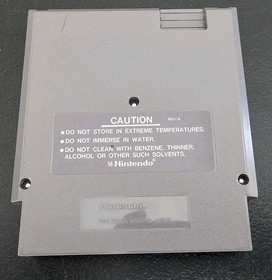 CAUTION
REV-A
● DO NOT STORE IN EXTREME TEMPERATURES.
● DO NOT IMMERSE IN WATER.
● DO NOT CLEAN WITH BENZENE, THINNER,
ALCOHOL OR OTHER SUCH SOLVENTS.
Nintendo
Nintendo